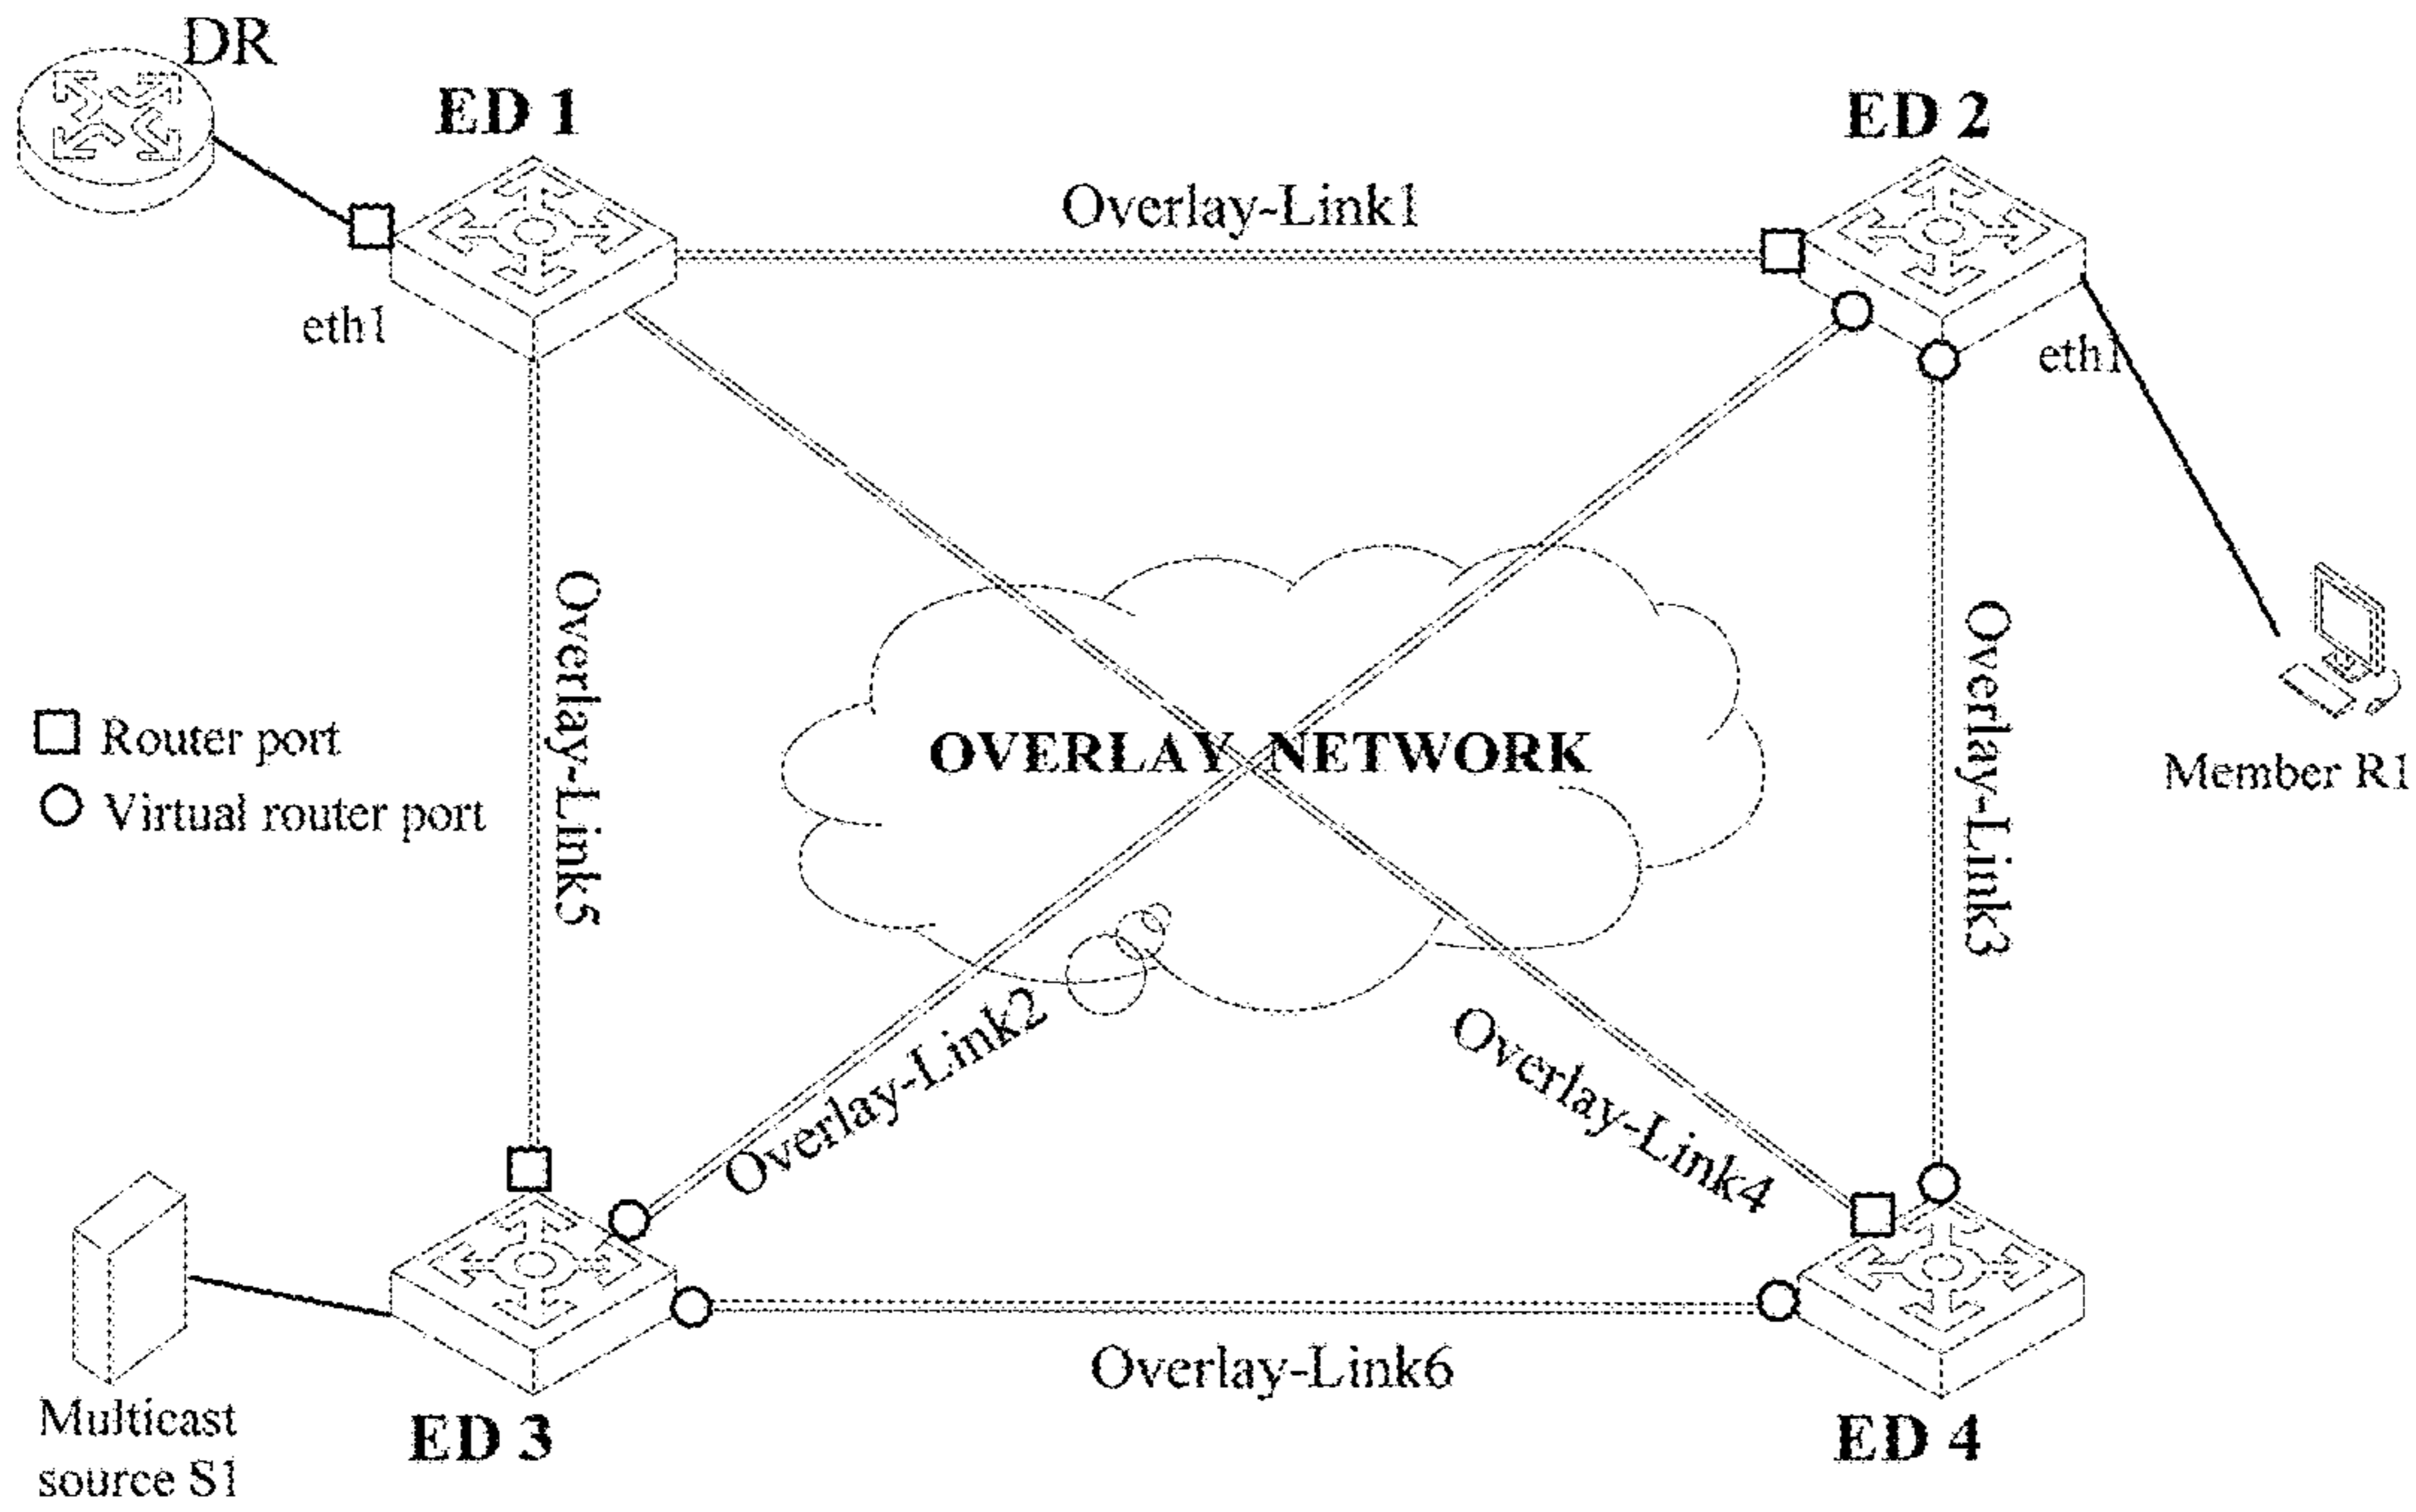 DR
ED 1
ED 2
Overlay-Link1
eth1
eth1
Overlay-Link5
Overlay-Link3
Router port
Virtual router port
OVERLAY NETWORK
Member R1
Overlay-Link2
Overlay-Link4
Overlay-Link6
Multicast
source S1
ED 3
ED 4